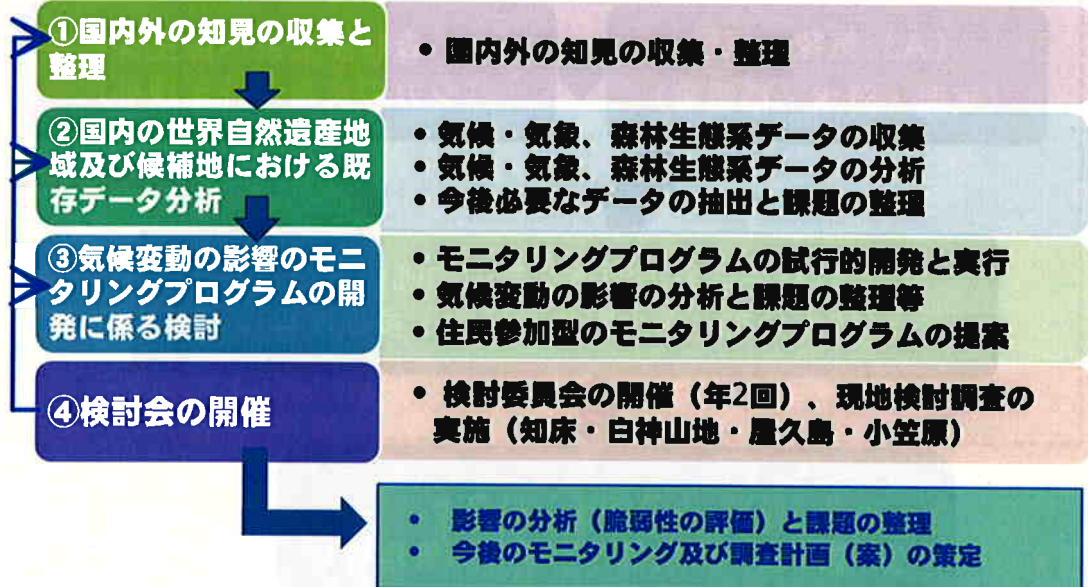 ①国内外の知見の収集と
整理
• 国内外の知見の収集・整理
②国内の世界自然遺産地
域及び候補地における既
存データ分析
• 気候・気象、森林生態系データの収集
• 気候・気象、森林生態系データの分析
• 今後必要なデータの抽出と課題の整理
③気候変動の影響のモニ
タリングプログラムの開
発に係る検討
• モニタリングプログラムの試行的開発と実行
• 気候変動の影響の分析と課題の整理等
• 住民参加型のモニタリングプログラムの提案
④検討会の開催
• 検討委員会の開催（年2回）、現地検討調査の
実施（知床・白神山地・屋久島・小笠原）
• 影響の分析（脆弱性の評価）と課題の整理
• 今後のモニタリング及び調査計画（案）の策定